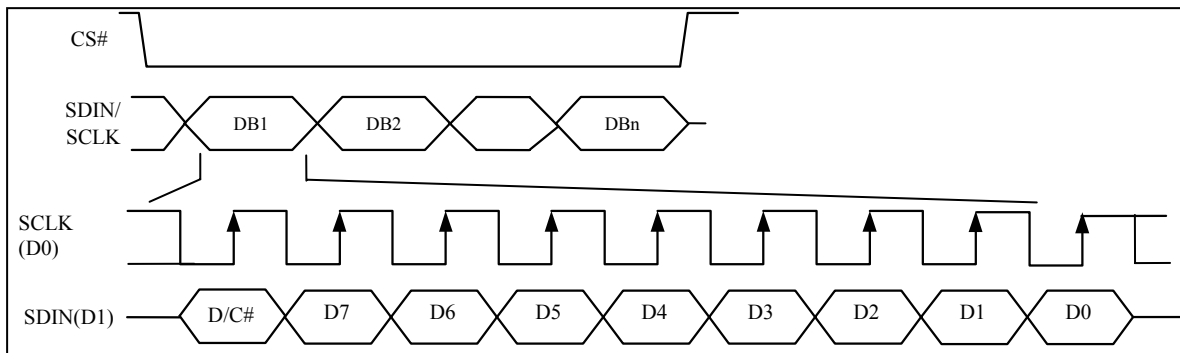 CS#
SDIN/
SCLK
DB1 DB2 DBn
SCLK
(D0)
SDIN(D1) D/C# D7 D6 D5 D4 D3 D2 D1 D0